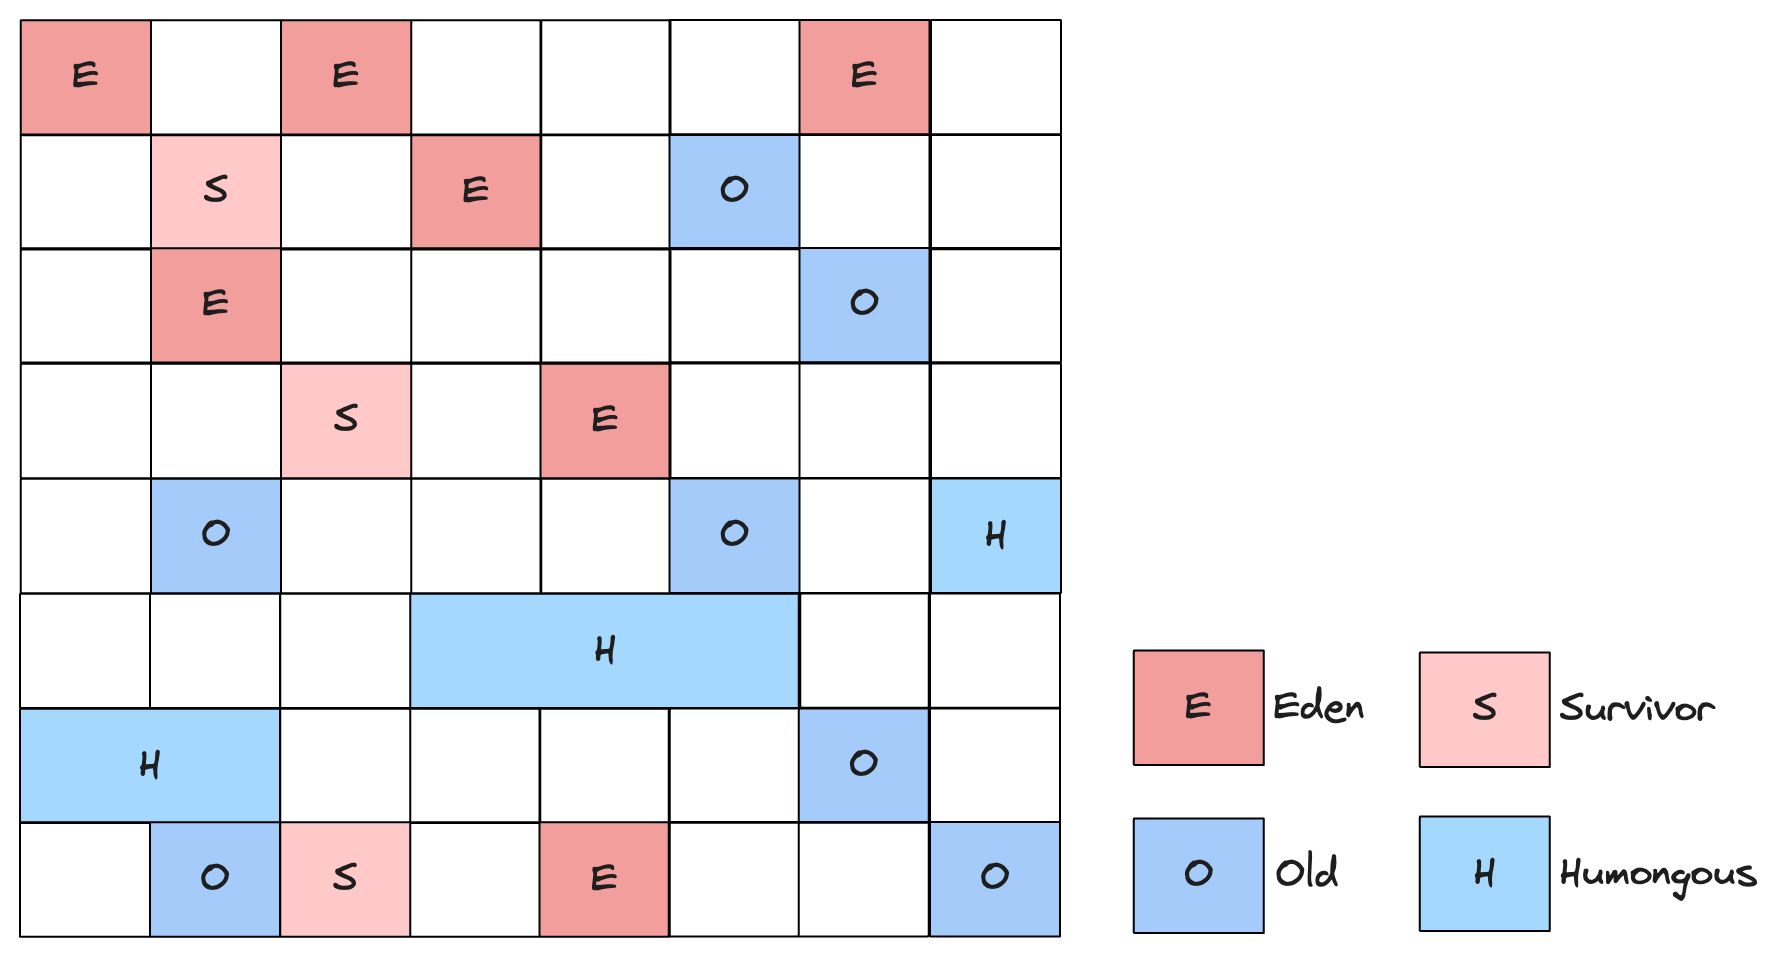 E E E
S E O
E O
S E
O O H
H
H O
O S E O
E Eden S Survivor
O Old H Humongous